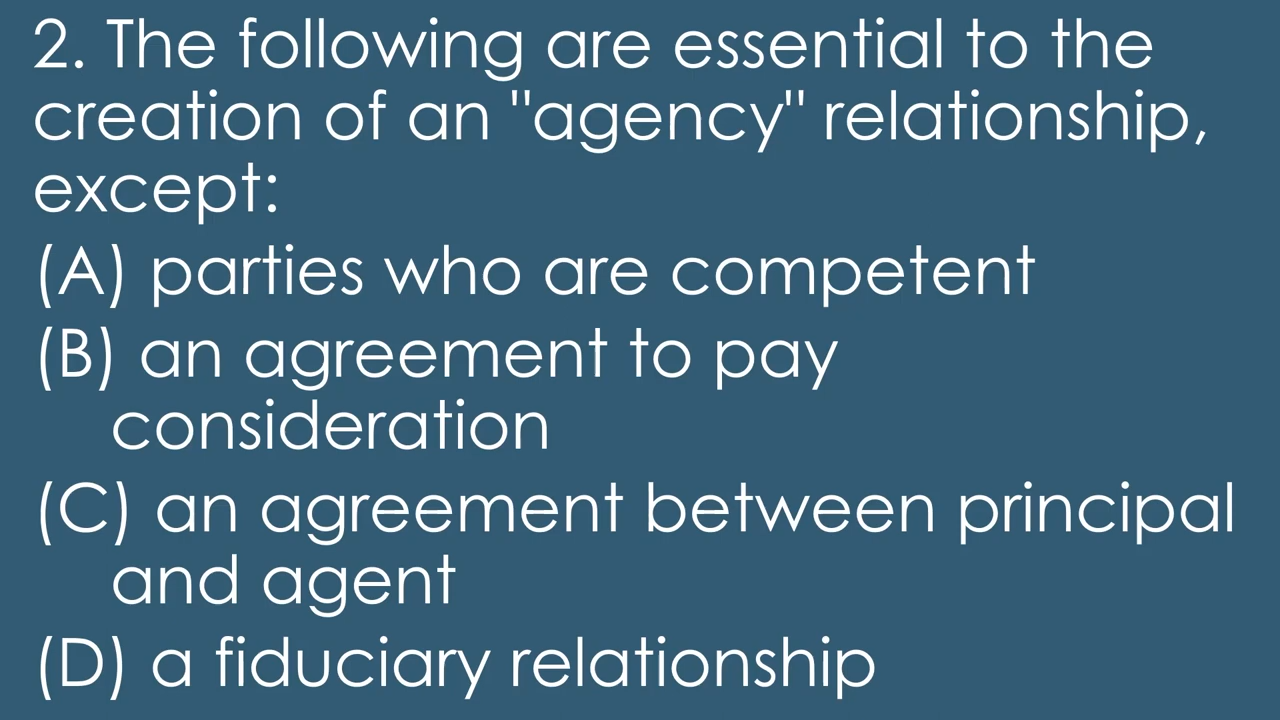 2. The following are essential to the
creation of an "agency" relationship,
except:
(A) parties who are competent
(B) an agreement to pay
consideration
(C) an agreement between principal
and agent
(D) a fiduciary relationship